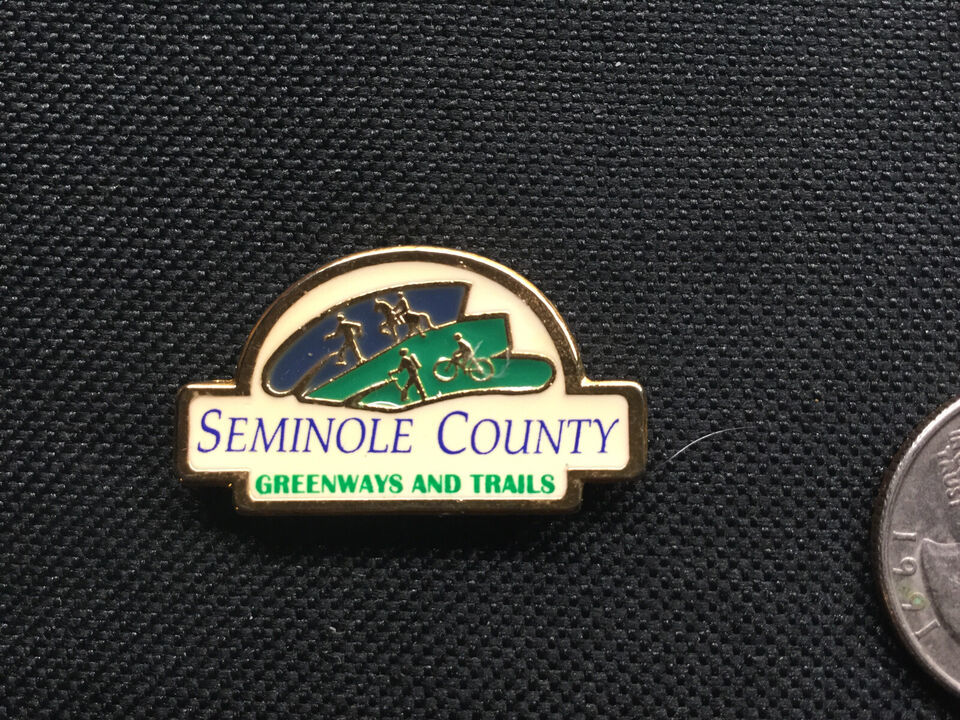 SEMINOLE COUNTY
GREENWAYS AND TRAILS
1991